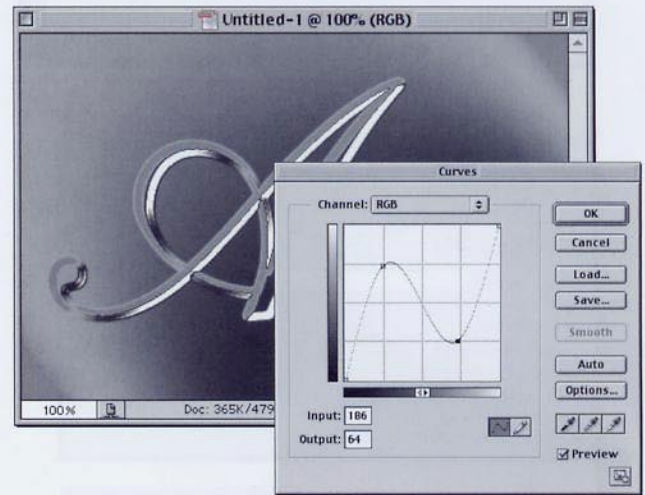 Untitled-1 @ 100% (RGB)
Curves
Channel: RGB
OK
Cancel
Load...
Save...
Smooth
Auto
Options...
Preview
Input: 186
Output: 64
100%
Doc: 365K/479